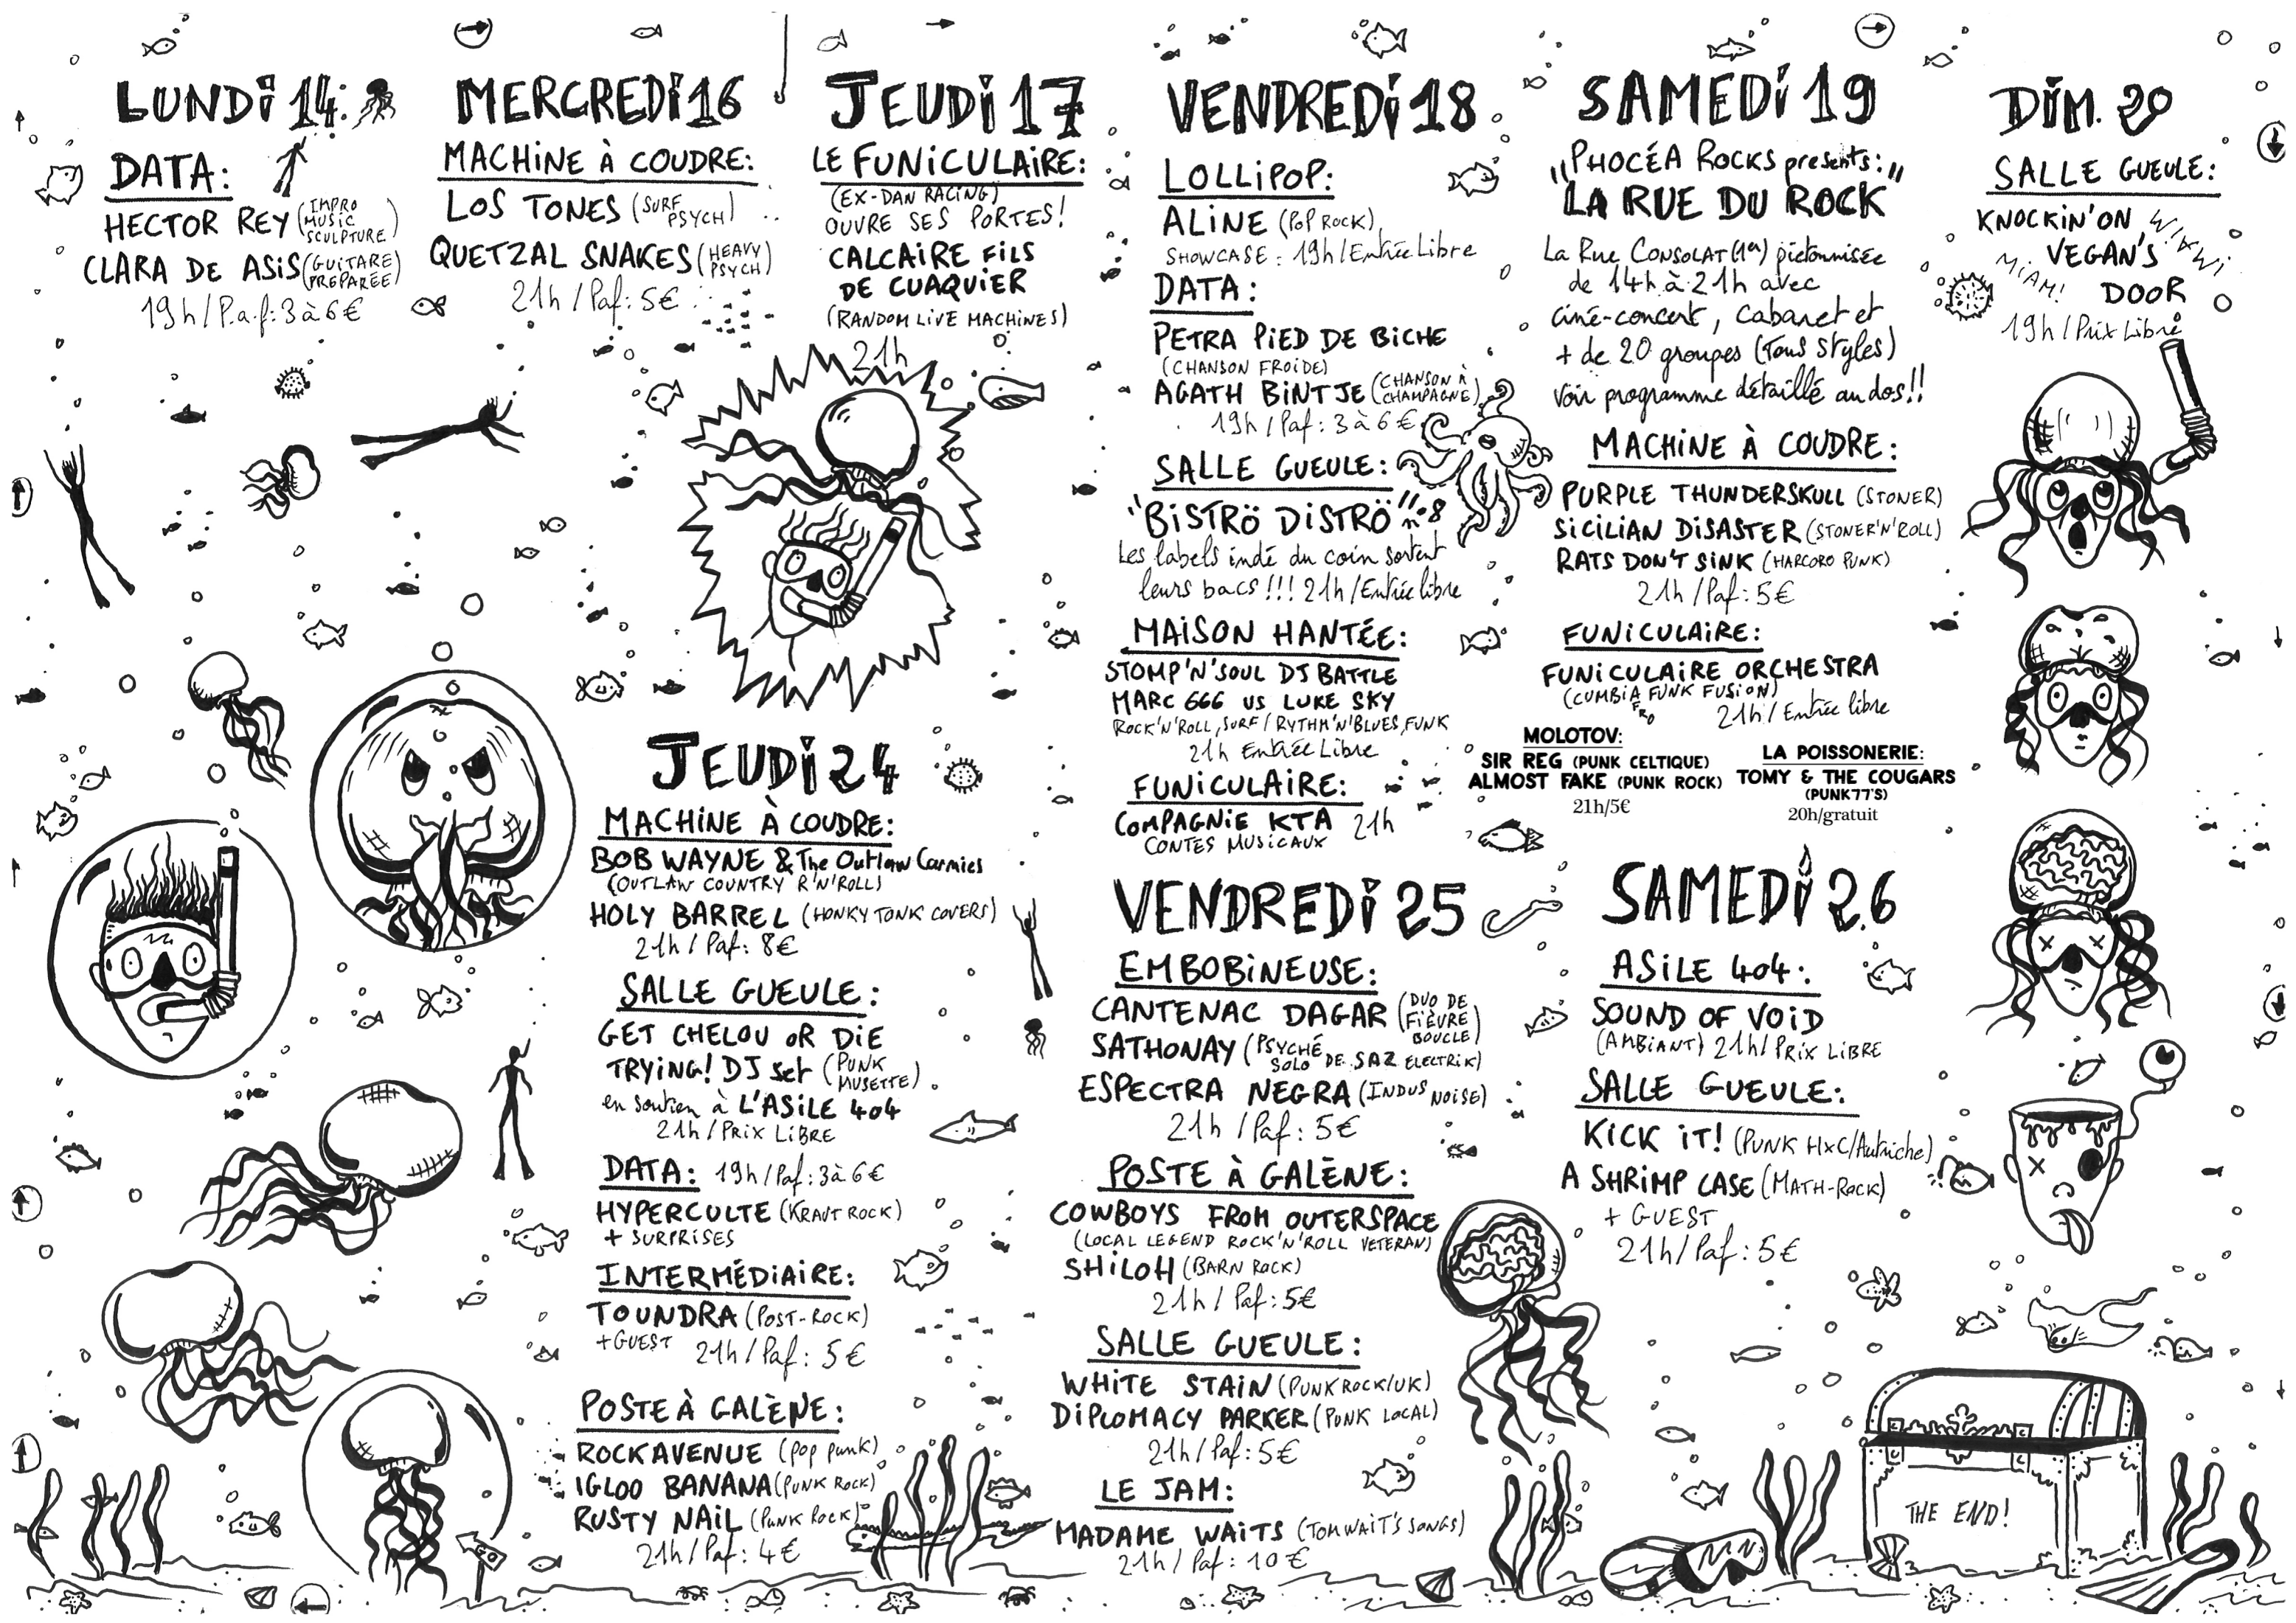 LUNDI 14:
DATA:
HECTOR REY (IMPRO MUSIC SCULPTURE)
CLARA DE ASIS (GUITARE PRÉPARÉE)
19h / P.a.f: 3 à 6€
MERCREDI 16
MACHINE À COUDRE:
LOS TONES (SURF PSYCH)
QUETZAL SNAKES (HEAVY PSYCH)
21h / Paf: 5€
JEUDI 17
LE FUNICULAIRE:
(EX-DAN RACING)
OUVRE SES PORTES!
CALCAIRE FILS
DE CUAQUIER
(RANDOM LIVE MACHINES)
21h
VENDREDI 18
LOLLIPOP:
ALINE (POP ROCK)
SHOWCASE: 19h / Entrée Libre
DATA:
PETRA PIED DE BICHE
(CHANSON FROIDE)
AGATH BINTJE (CHANSON À CHAMPAGNE)
19h / Paf: 3 à 6€
SALLE GUEULE:
"BISTRÖ DISTRÖ" n°8
Les labels indé du coin sortent
leurs bacs!!! 21h / Entrée libre
MAISON HANTÉE:
STOMP'N'SOUL DJ BATTLE
MARC 666 VS LUKE SKY
ROCK'N'ROLL, SURF / RYTHM'N'BLUES, FUNK
21h Entrée Libre
FUNICULAIRE:
COMPAGNIE KTA 21h
CONTES MUSICAUX
SAMEDI 19
"PHOCÉA ROCKS presents:"
LA RUE DU ROCK
La Rue CONSOLAT (1er) piétonnisée
de 14h à 21h avec
ciné-concert, cabaret et
+ de 20 groupes (Tous styles)
voir programme détaillé au dos!!
MACHINE À COUDRE:
PURPLE THUNDERSKULL (STONER)
SICILIAN DISASTER (STONER'N'ROLL)
RATS DON'T SINK (HARCORO PUNK)
21h / Paf: 5€
FUNICULAIRE:
FUNICULAIRE ORCHESTRA
(CUMBIA FUNK FUSION)
AFRO
21h / Entrée libre
MOLOTOV:
SIR REG (PUNK CELTIQUE)
ALMOST FAKE (PUNK ROCK)
21h/5€
LA POISSONERIE:
TOMY & THE COUGARS
(PUNK77'S)
20h/gratuit
DIM. 20
SALLE GUEULE:
KNOCKIN'ON
VEGAN'S
MIAM!
DOOR
19h / Prix Libre
JEUDI 24
MACHINE À COUDRE:
BOB WAYNE & The Outlaw Carnies
(OUTLAW COUNTRY R'N'ROLL)
HOLY BARREL (HONKY TONK COVERS)
21h / Paf: 8€
SALLE GUEULE:
GET CHELOU OR DIE
TRYING! DJ set (PUNK MUSETTE)
en soutien à L'ASILE 404
21h / PRIX LIBRE
DATA: 19h / Paf: 3 à 6€
HYPERCULTE (KRAUT ROCK)
+ SURPRISES
INTERMÉDIAIRE:
TOUNDRA (POST-ROCK)
+ GUEST 21h / Paf: 5€
POSTE À GALÈNE:
ROCKAVENUE (pop punk)
IGLOO BANANA (PUNK ROCK)
RUSTY NAIL (Punk Rock)
21h / Paf: 4€
GO
VENDREDI 25
EMBOBINEUSE:
CANTENAC DAGAR (DUO DE FIÈVRE BOUCLE)
SATHONAY (PSYCHÉ SOLO DE SAZ ELECTRIK)
ESPECTRA NEGRA (INDUS NOISE)
21h / Paf: 5€
POSTE À GALÈNE:
COWBOYS FROM OUTERSPACE
(LOCAL LEGEND ROCK'N'ROLL VETERAN)
SHILOH (BARN ROCK)
21h / Paf: 5€
SALLE GUEULE:
WHITE STAIN (PUNK ROCK/UK)
DIPLOMACY PARKER (PUNK LOCAL)
21h / Paf: 5€
LE JAM:
MADAME WAITS (TOM WAIT'S SONGS)
21h / Paf: 10€
SAMEDI 26
ASILE 404:
SOUND OF VOID
(AMBIANT) 21h / PRIX LIBRE
SALLE GUEULE:
KICK IT! (PUNK HxC/Autriche)
A SHRIMP CASE (MATH-ROCK)
+ GUEST
21h / Paf: 5€
THE END!